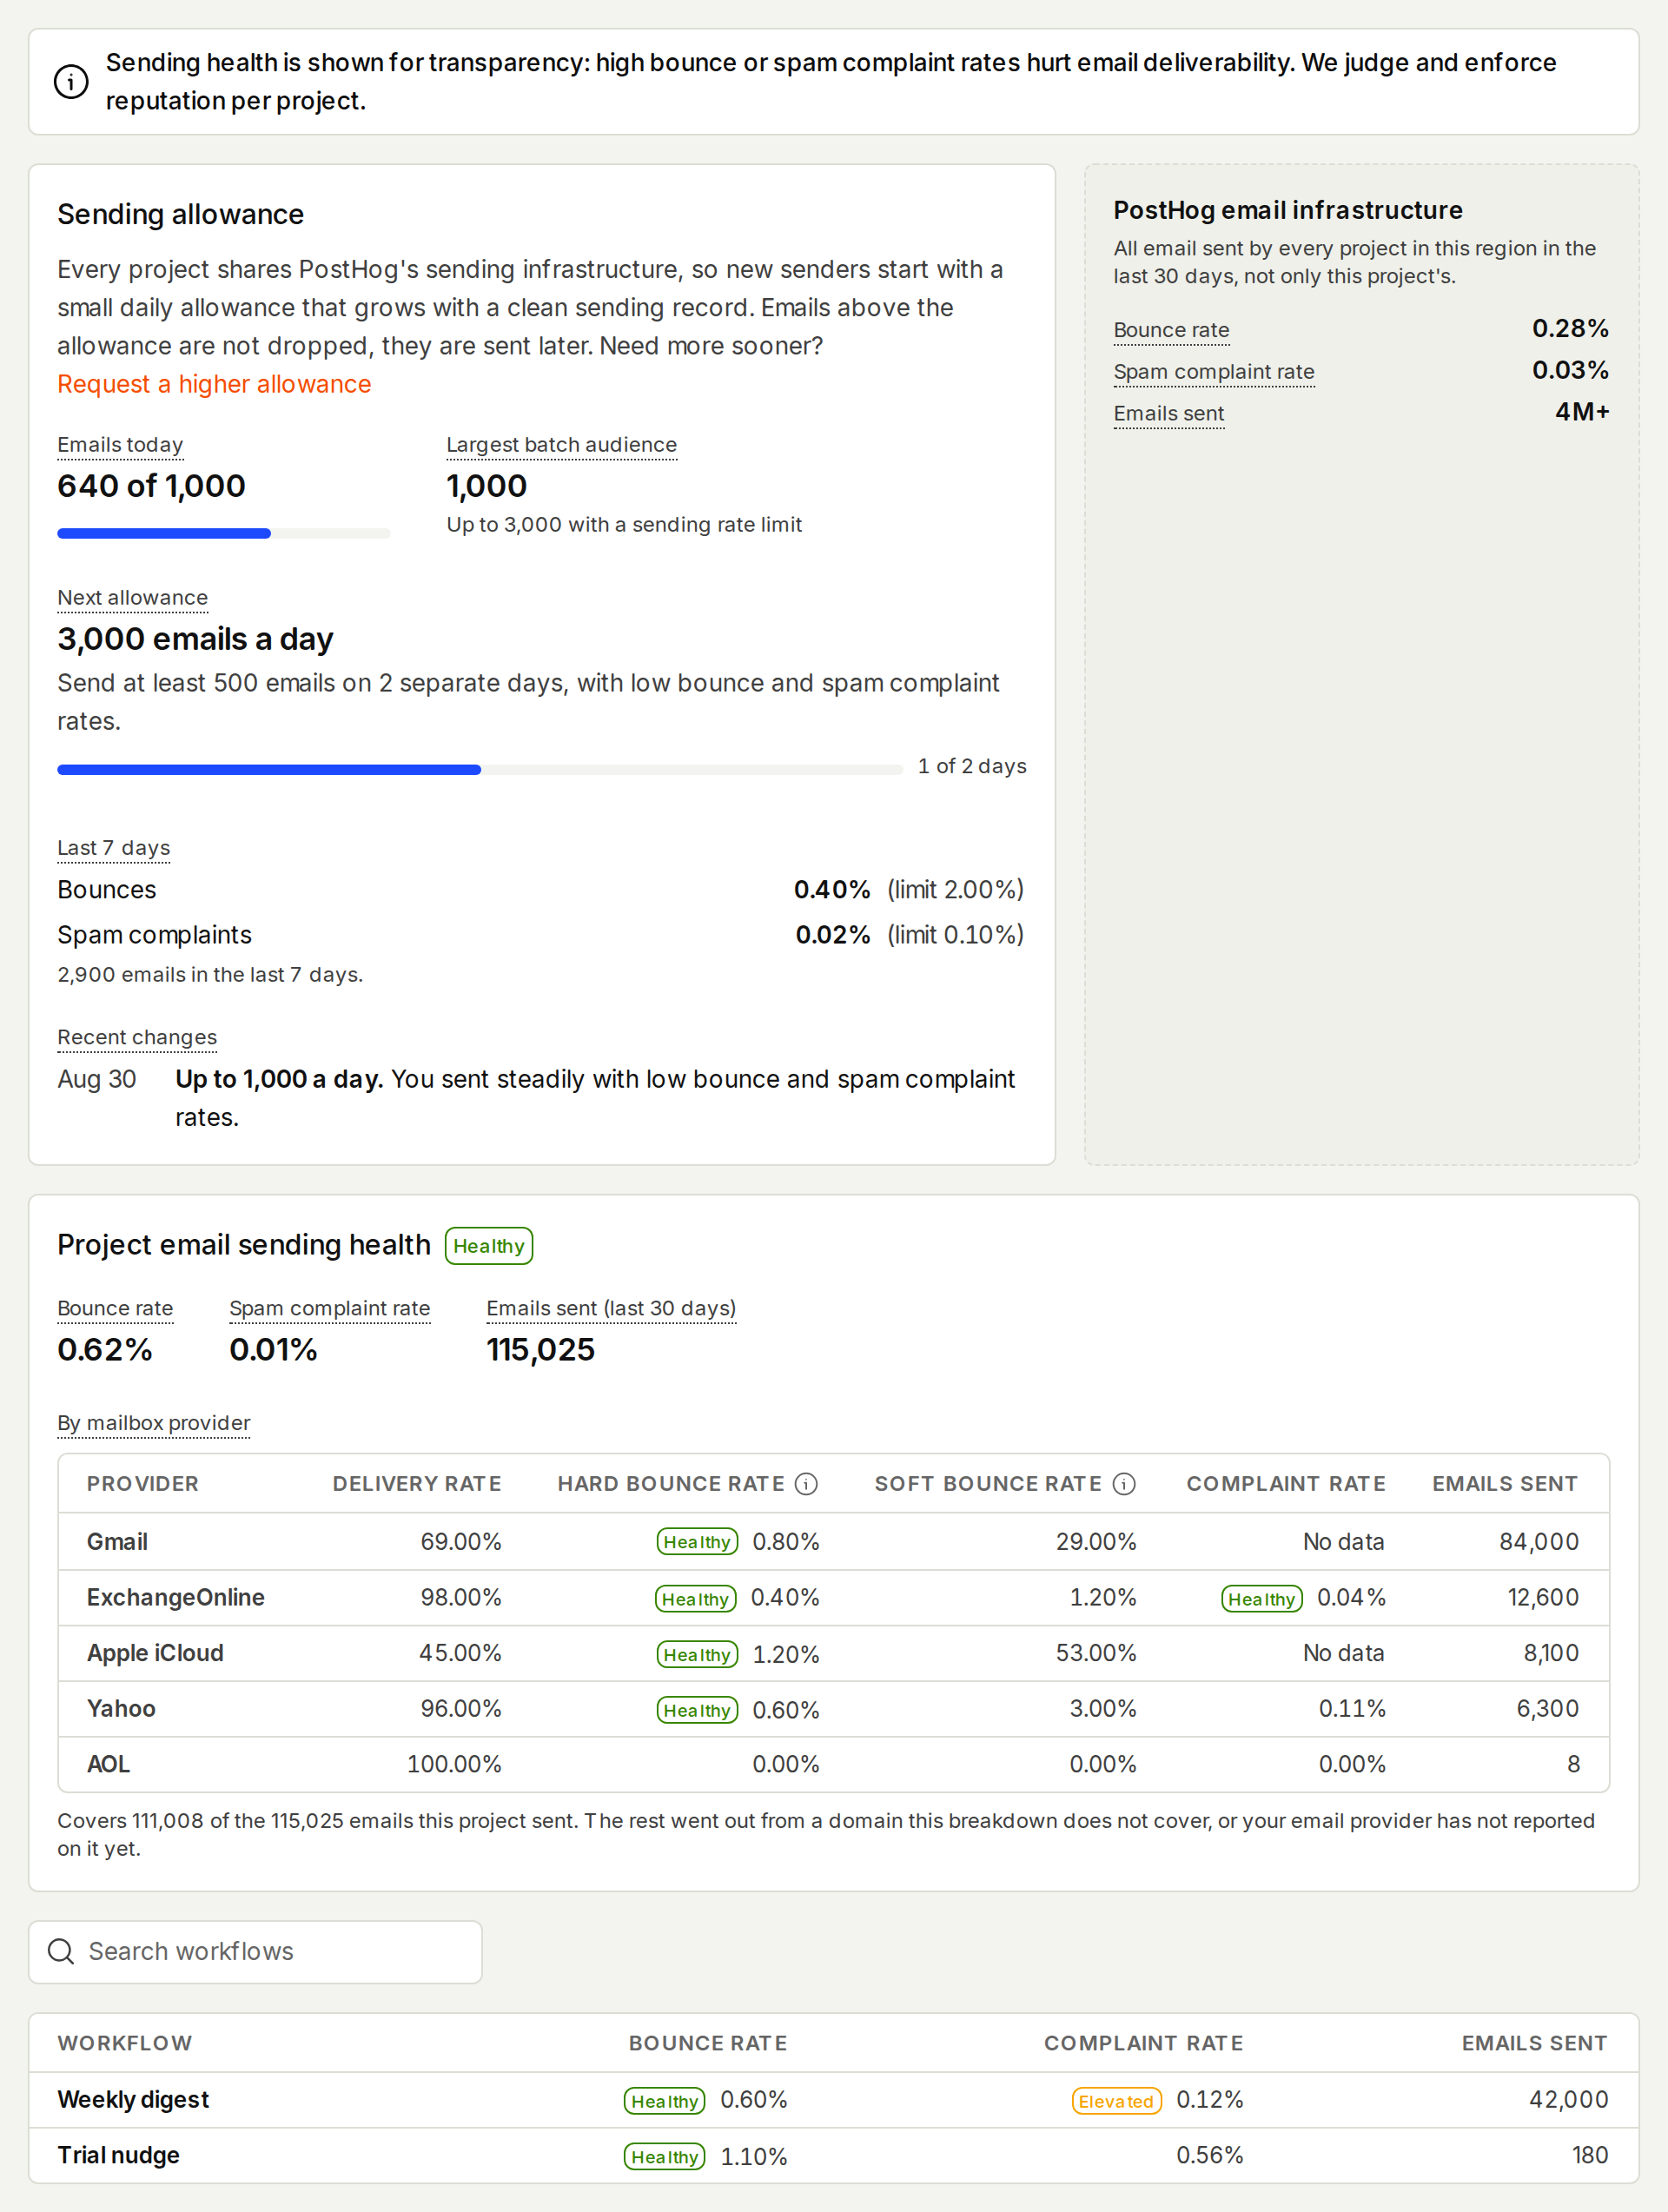 Sending health is shown for transparency: high bounce or spam complaint rates hurt email deliverability. We judge and enforce
reputation per project.
Sending allowance
Every project shares PostHog's sending infrastructure, so new senders start with a
small daily allowance that grows with a clean sending record. Emails above the
allowance are not dropped, they are sent later. Need more sooner?
Request a higher allowance
Emails today
640 of 1,000
Largest batch audience
1,000
Up to 3,000 with a sending rate limit
Next allowance
3,000 emails a day
Send at least 500 emails on 2 separate days, with low bounce and spam complaint
rates.
1 of 2 days
Last 7 days
Bounces 0.40% (limit 2.00%)
Spam complaints 0.02% (limit 0.10%)
2,900 emails in the last 7 days.
Recent changes
Aug 30 Up to 1,000 a day. You sent steadily with low bounce and spam complaint
rates.
PostHog email infrastructure
All email sent by every project in this region in the
last 30 days, not only this project's.
Bounce rate 0.28%
Spam complaint rate 0.03%
Emails sent 4M+
Project email sending health Healthy
Bounce rate Spam complaint rate Emails sent (last 30 days)
0.62% 0.01% 115,025
By mailbox provider
PROVIDER DELIVERY RATE HARD BOUNCE RATE SOFT BOUNCE RATE COMPLAINT RATE EMAILS SENT
Gmail 69.00% Healthy 0.80% 29.00% No data 84,000
ExchangeOnline 98.00% Healthy 0.40% 1.20% Healthy 0.04% 12,600
Apple iCloud 45.00% Healthy 1.20% 53.00% No data 8,100
Yahoo 96.00% Healthy 0.60% 3.00% 0.11% 6,300
AOL 100.00% 0.00% 0.00% 0.00% 8
Covers 111,008 of the 115,025 emails this project sent. The rest went out from a domain this breakdown does not cover, or your email provider has not reported
on it yet.
Search workflows
WORKFLOW BOUNCE RATE COMPLAINT RATE EMAILS SENT
Weekly digest Healthy 0.60% Elevated 0.12% 42,000
Trial nudge Healthy 1.10% 0.56% 180